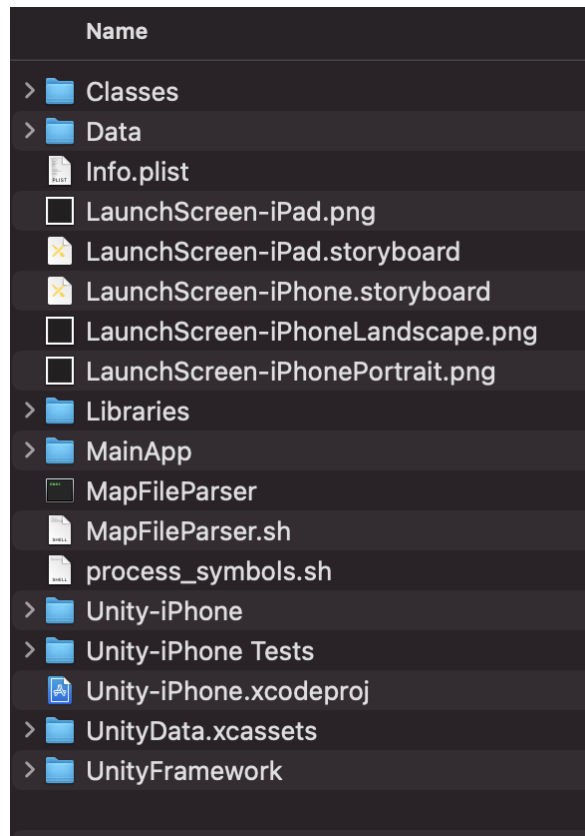 Name
Classes
Data
Info.plist
LaunchScreen-iPad.png
LaunchScreen-iPad.storyboard
LaunchScreen-iPhone.storyboard
LaunchScreen-iPhoneLandscape.png
LaunchScreen-iPhonePortrait.png
Libraries
MainApp
MapFileParser
MapFileParser.sh
process_symbols.sh
Unity-iPhone
Unity-iPhone Tests
Unity-iPhone.xcodeproj
UnityData.xcassets
UnityFramework